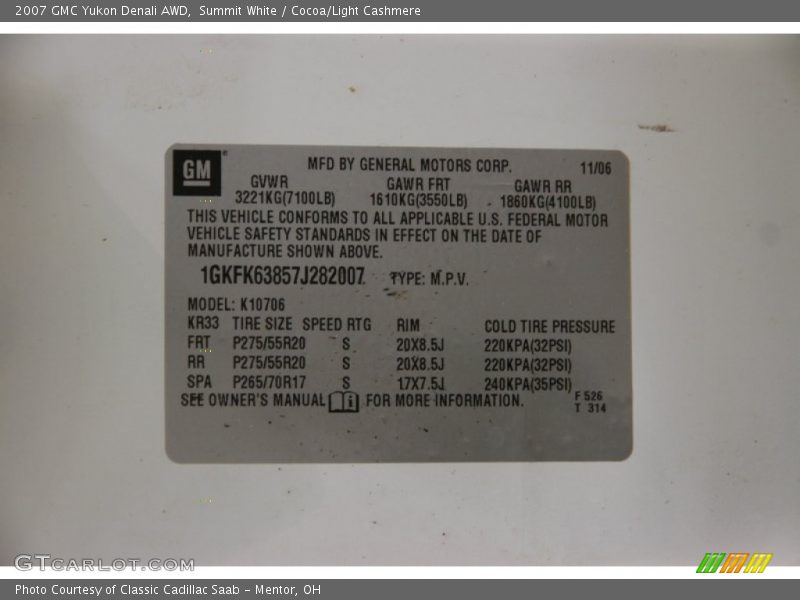 2007 GMC Yukon Denali AWD,  Summit White / Cocoa/Light Cashmere
GM
MFD BY GENERAL MOTORS CORP. 11/06
GVWR GAWR FRT GAWR RR
3221KG(7100LB) 1610KG(3550LB) 1860KG(4100LB)
THIS VEHICLE CONFORMS TO ALL APPLICABLE U.S. FEDERAL MOTOR
VEHICLE SAFETY STANDARDS IN EFFECT ON THE DATE OF
MANUFACTURE SHOWN ABOVE.
1GKFK63857J282007 TYPE: M.P.V.
MODEL: K10706
KR33 TIRE SIZE SPEED RTG RIM COLD TIRE PRESSURE
FRT P275/55R20 S 20X8.5J 220KPA(32PSI)
RR P275/55R20 S 20X8.5J 220KPA(32PSI)
SPA P265/70R17 S 17X7.5J 240KPA(35PSI)
SEE OWNER'S MANUAL i FOR MORE INFORMATION.
F 526
T 314
GTCARLOT.COM
Photo Courtesy of Classic Cadillac Saab - Mentor, OH